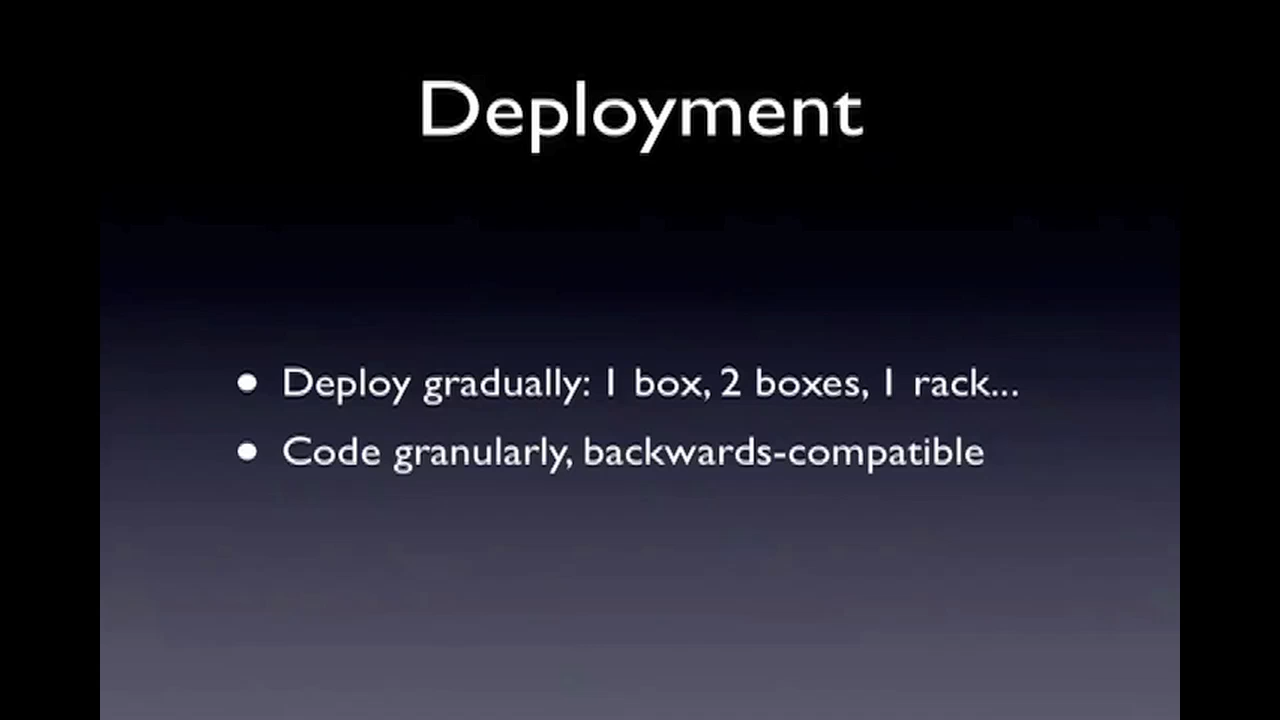 Deployment
• Deploy gradually: 1 box, 2 boxes, 1 rack...
• Code granularly, backwards-compatible